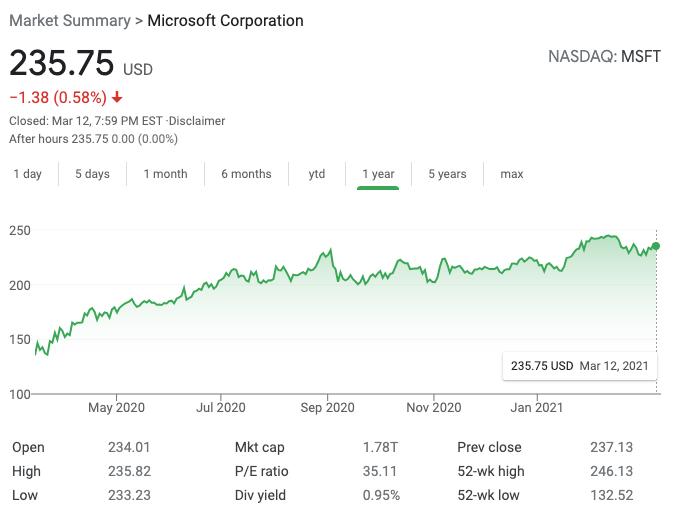 Market Summary > Microsoft Corporation
235.75 USD
NASDAQ: MSFT
−1.38 (0.58%)
Closed: Mar 12, 7:59 PM EST ·Disclaimer
After hours 235.75 0.00 (0.00%)
1 day 5 days 1 month 6 months ytd 1 year 5 years max
250
200
150
100
235.75 USD Mar 12, 2021
May 2020 Jul 2020 Sep 2020 Nov 2020 Jan 2021
Open 234.01 Mkt cap 1.78T Prev close 237.13
High 235.82 P/E ratio 35.11 52-wk high 246.13
Low 233.23 Div yield 0.95% 52-wk low 132.52